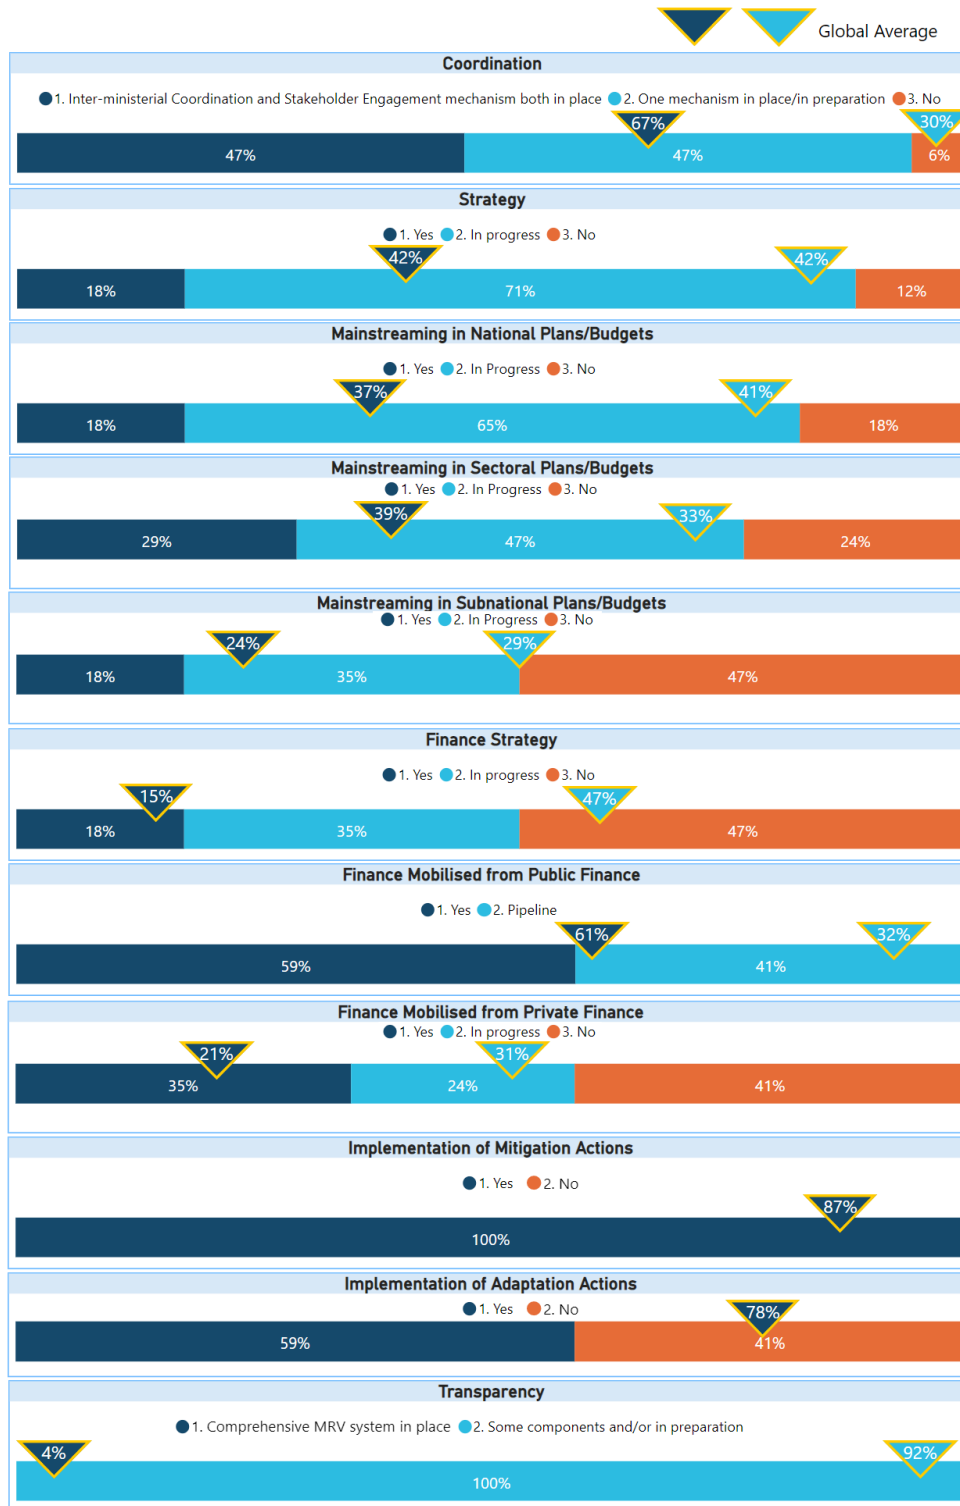 Global Average
Coordination
1. Inter-ministerial Coordination and Stakeholder Engagement mechanism both in place 2. One mechanism in place/in preparation 3. No
67% 30%
47% 47% 6%
Strategy
1. Yes 2. In progress 3. No
42% 42%
18% 71% 12%
Mainstreaming in National Plans/Budgets
1. Yes 2. In Progress 3. No
37% 41%
18% 65% 18%
Mainstreaming in Sectoral Plans/Budgets
1. Yes 2. In Progress 3. No
39% 33%
29% 47% 24%
Mainstreaming in Subnational Plans/Budgets
1. Yes 2. In Progress 3. No
24% 29%
18% 35% 47%
Finance Strategy
1. Yes 2. In progress 3. No
15% 47%
18% 35% 47%
Finance Mobilised from Public Finance
1. Yes 2. Pipeline
61% 32%
59% 41%
Finance Mobilised from Private Finance
1. Yes 2. In progress 3. No
21% 31%
35% 24% 41%
Implementation of Mitigation Actions
1. Yes 2. No
87%
100%
Implementation of Adaptation Actions
1. Yes 2. No
78%
59% 41%
Transparency
1. Comprehensive MRV system in place 2. Some components and/or in preparation
4% 92%
100%